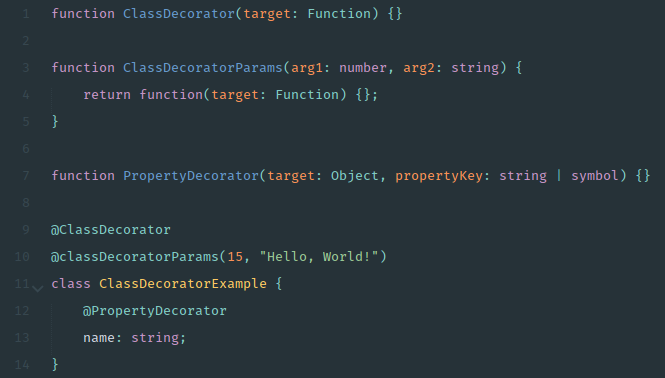 1 function ClassDecorator(target: Function) {}
2
3 function ClassDecoratorParams(arg1: number, arg2: string) {
4     return function(target: Function) {};
5 }
6
7 function PropertyDecorator(target: Object, propertyKey: string | symbol) {}
8
9 @ClassDecorator
10 @classDecoratorParams(15, "Hello, World!")
11 class ClassDecoratorExample {
12     @PropertyDecorator
13     name: string;
14 }